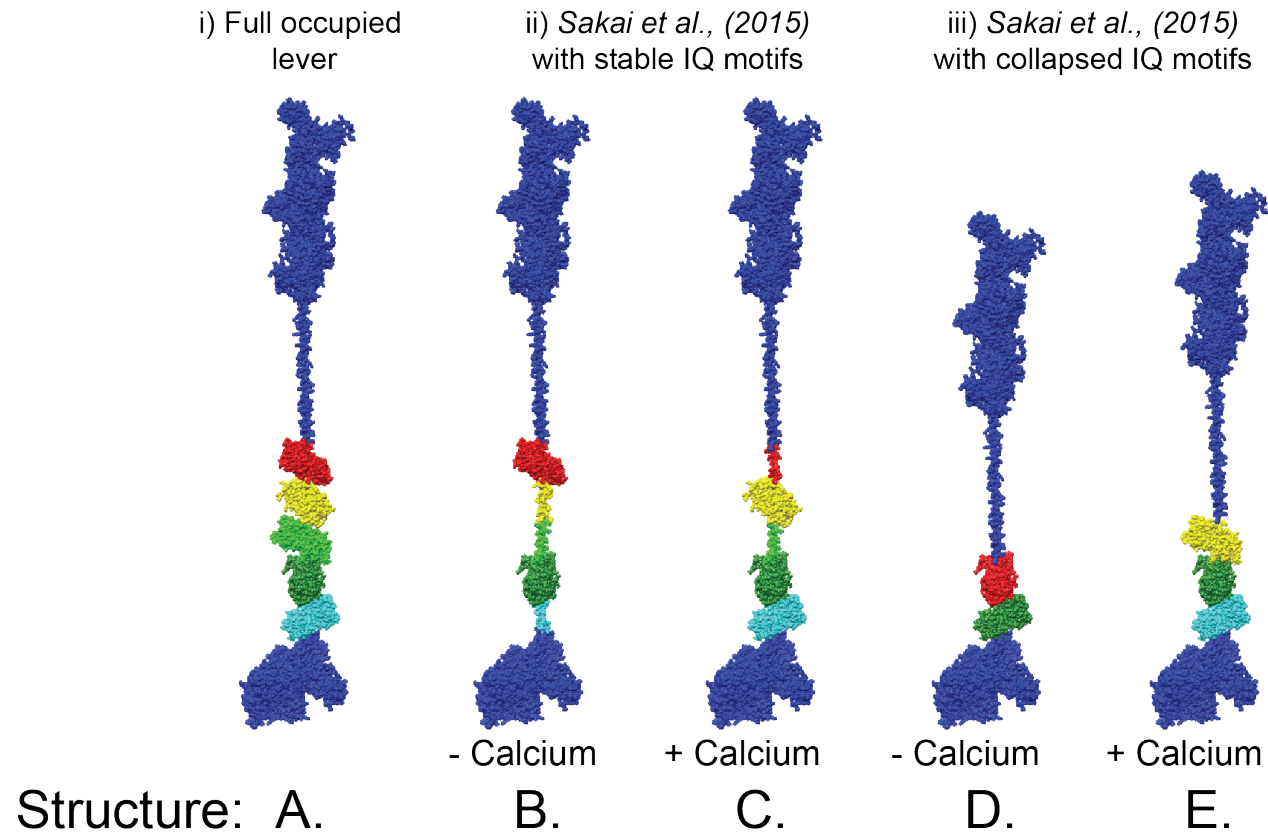 i) Full occupied
lever
ii) Sakai et al., (2015)
with stable IQ motifs
iii) Sakai et al., (2015)
with collapsed IQ motifs
- Calcium
+ Calcium
- Calcium
+ Calcium
Structure: A. B. C. D. E.